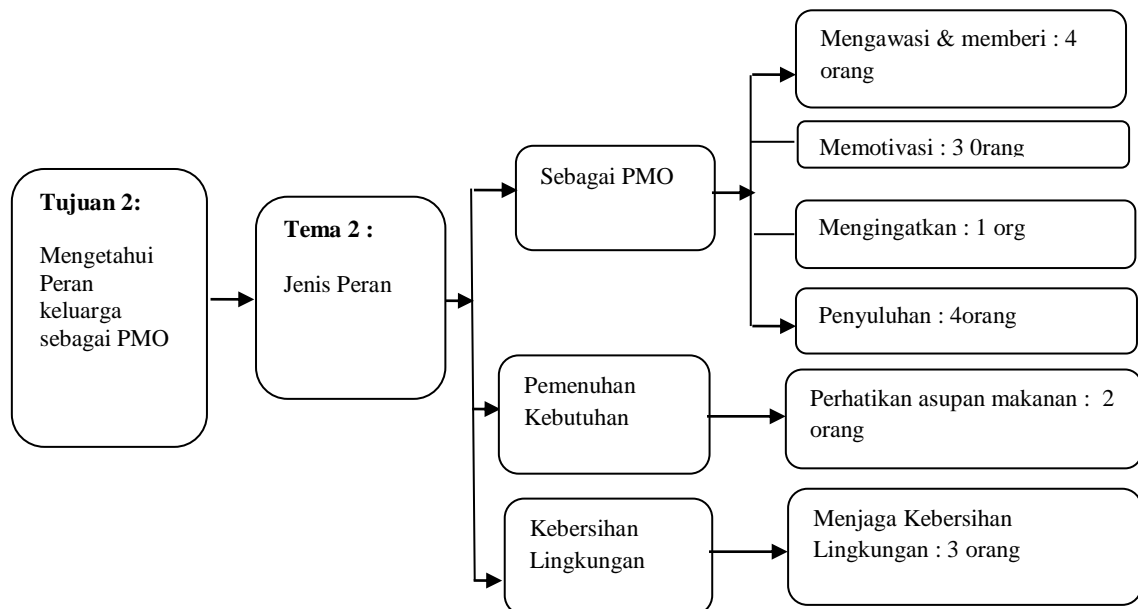 Tujuan 2:
Mengetahui
Peran
keluarga
sebagai PMO
Tema 2 :
Jenis Peran
Sebagai PMO
Mengawasi & memberi : 4
orang
Memotivasi : 3 0rang
Mengingatkan : 1 org
Penyuluhan : 4orang
Pemenuhan
Kebutuhan
Perhatikan asupan makanan : 2
orang
Kebersihan
Lingkungan
Menjaga Kebersihan
Lingkungan : 3 orang